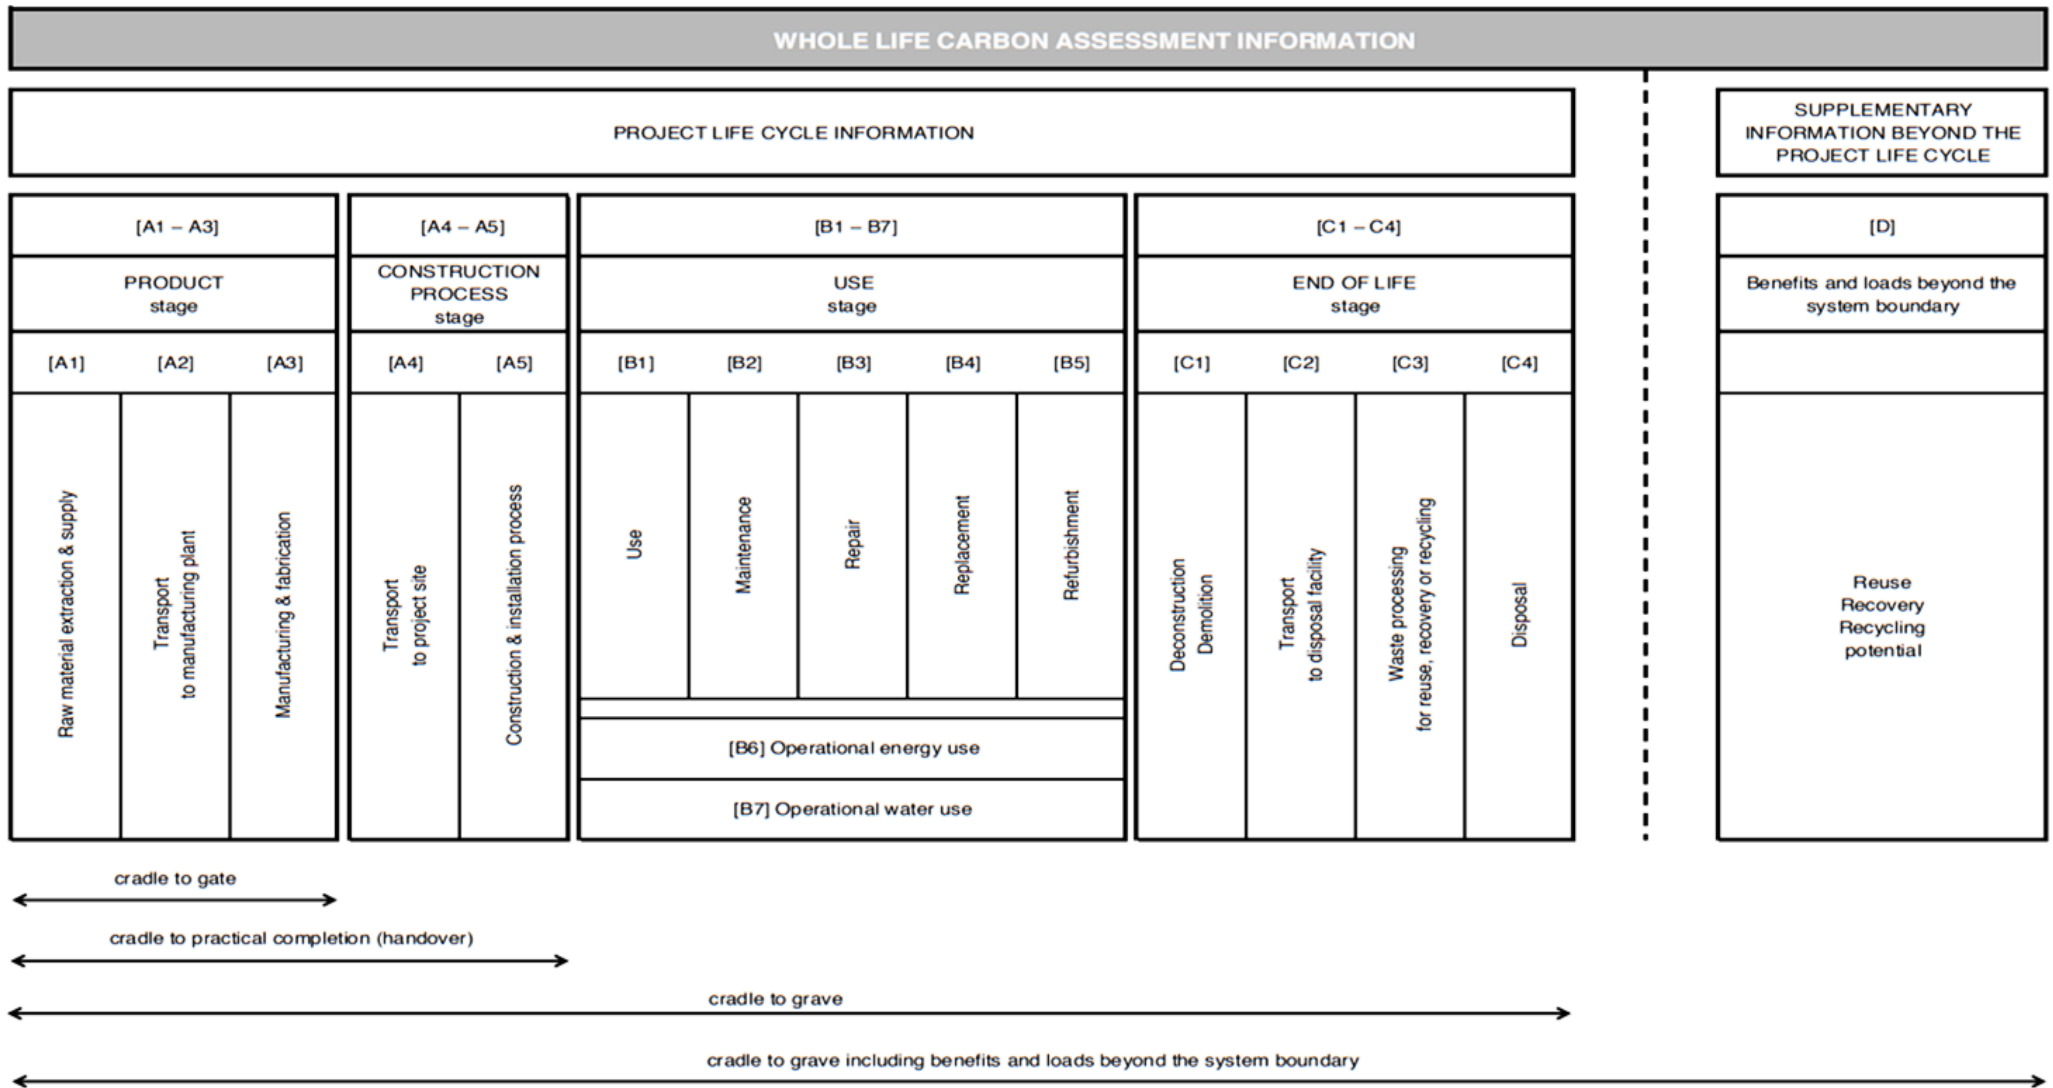 WHOLE LIFE CARBON ASSESSMENT INFORMATION
PROJECT LIFE CYCLE INFORMATION
SUPPLEMENTARY
INFORMATION BEYOND THE
PROJECT LIFE CYCLE
[A1 – A3]
PRODUCT
stage
[A1]
[A2]
[A3]
Raw material extraction & supply
Transport
to manufacturing plant
Manufacturing & fabrication
[A4 – A5]
CONSTRUCTION
PROCESS
stage
[A4]
[A5]
Transport
to project site
Construction & installation process
[B1 – B7]
USE
stage
[B1]
[B2]
[B3]
[B4]
[B5]
Use
Maintenance
Repair
Replacement
Refurbishment
[B6] Operational energy use
[B7] Operational water use
[C1 – C4]
END OF LIFE
stage
[C1]
[C2]
[C3]
[C4]
Deconstruction
Demolition
Transport
to disposal facility
Waste processing
for reuse, recovery or recycling
Disposal
[D]
Benefits and loads beyond the
system boundary
Reuse
Recovery
Recycling
potential
cradle to gate
cradle to practical completion (handover)
cradle to grave
cradle to grave including benefits and loads beyond the system boundary